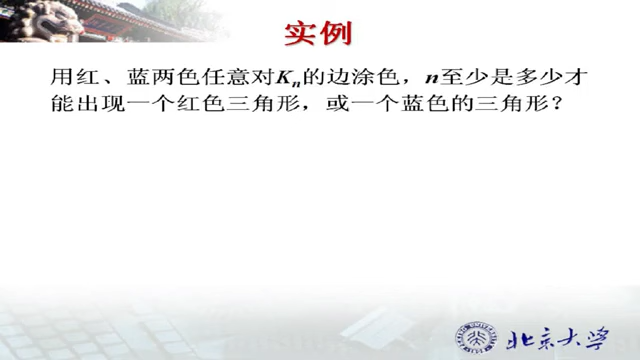 实例
用红、蓝两色任意对Kn的边涂色，n至少是多少才
能出现一个红色三角形，或一个蓝色的三角形？
北京大学